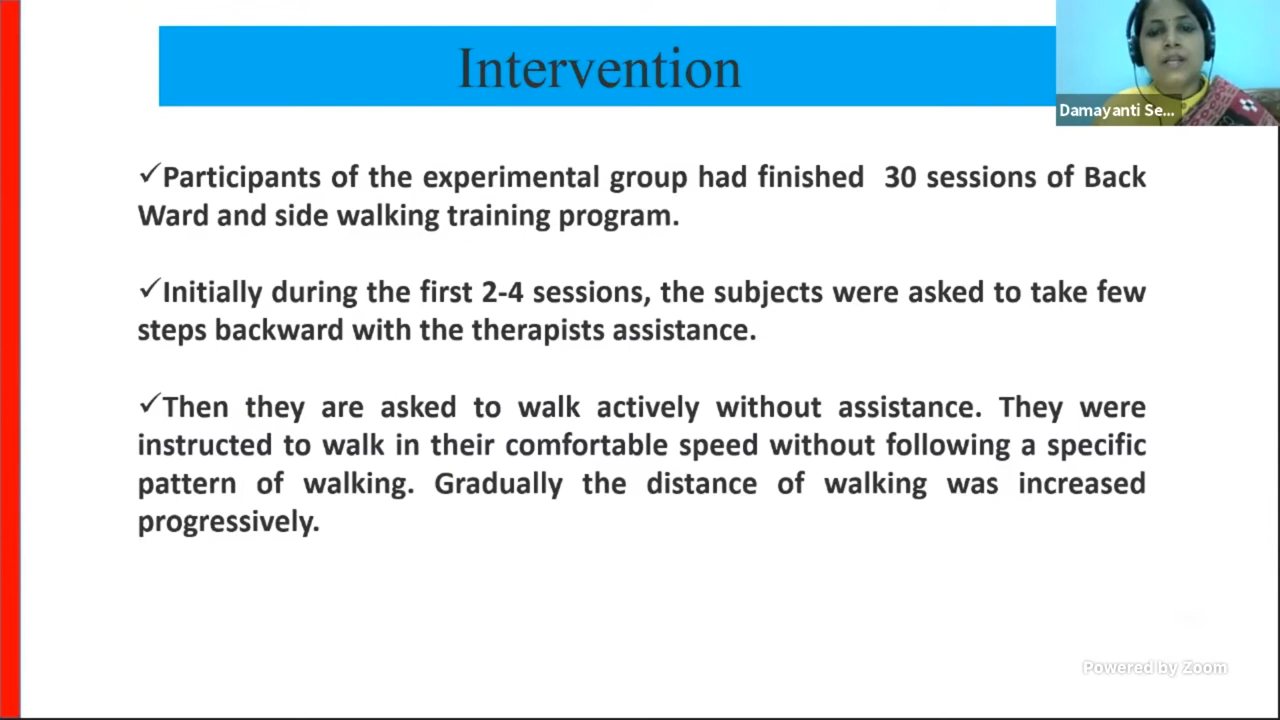 Intervention
Damayanti Se...
✓Participants of the experimental group had finished 30 sessions of Back
Ward and side walking training program.
✓Initially during the first 2-4 sessions, the subjects were asked to take few
steps backward with the therapists assistance.
✓Then they are asked to walk actively without assistance. They were
instructed to walk in their comfortable speed without following a specific
pattern of walking. Gradually the distance of walking was increased
progressively.
Powered by Zoom